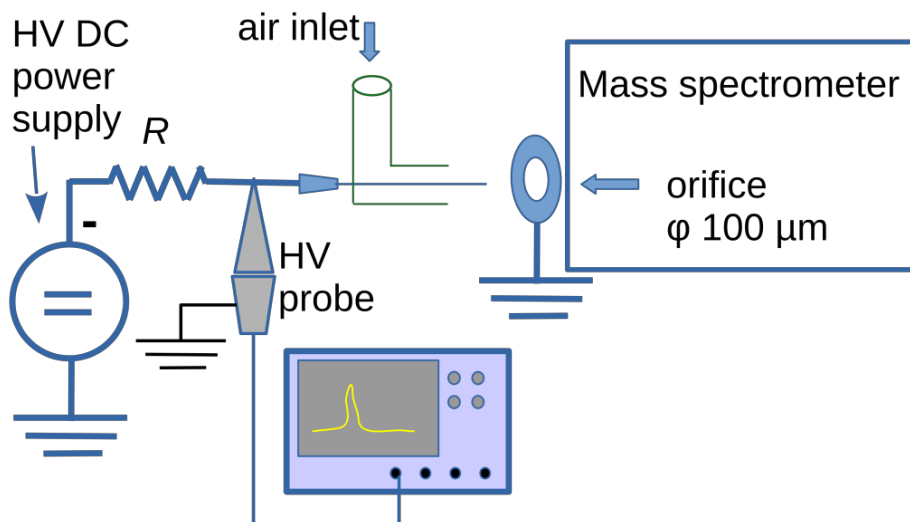 HV DC
power
supply
R
-
air inlet
HV
probe
Mass spectrometer
orifice
φ 100 µm